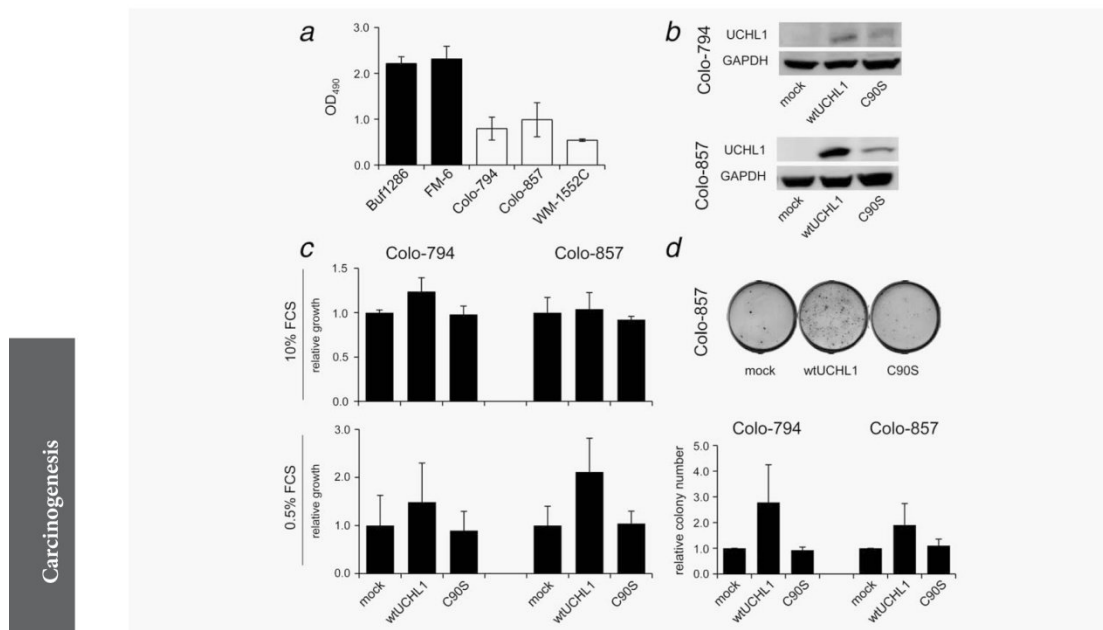 Carcinogenesis
a
3.0
2.0
1.0
0.0
OD490
Buf1286
FM-6
Colo-794
Colo-857
WM-1552C
b
Colo-794
UCHL1
GAPDH
mock
wtUCHL1
C90S
Colo-857
UCHL1
GAPDH
mock
wtUCHL1
C90S
c
Colo-794 Colo-857
10% FCS
relative growth
1.5
1.0
0.5
0.0
0.5% FCS
relative growth
3.0
2.0
1.0
0.0
mock
wtUCHL1
C90S
mock
wtUCHL1
C90S
d
Colo-857
mock wtUCHL1 C90S
Colo-794 Colo-857
relative colony number
5.0
4.0
3.0
2.0
1.0
0.0
mock
wtUCHL1
C90S
mock
wtUCHL1
C90S